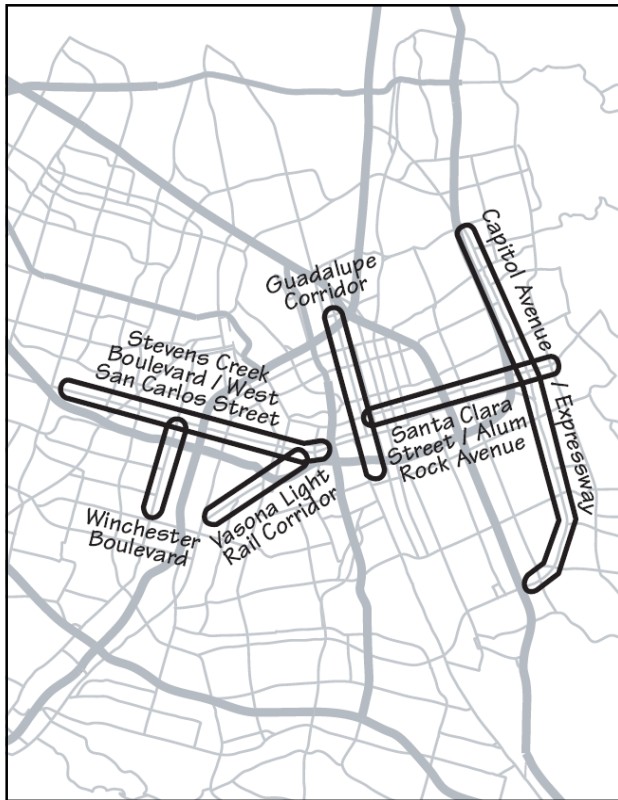 Capitol Avenue / Expressway
Guadalupe
Corridor
Stevens Creek
Boulevard / West
San Carlos Street
Santa Clara
Street / Alum
Rock Avenue
Winchester
Boulevard
Vasona Light
Rail Corridor